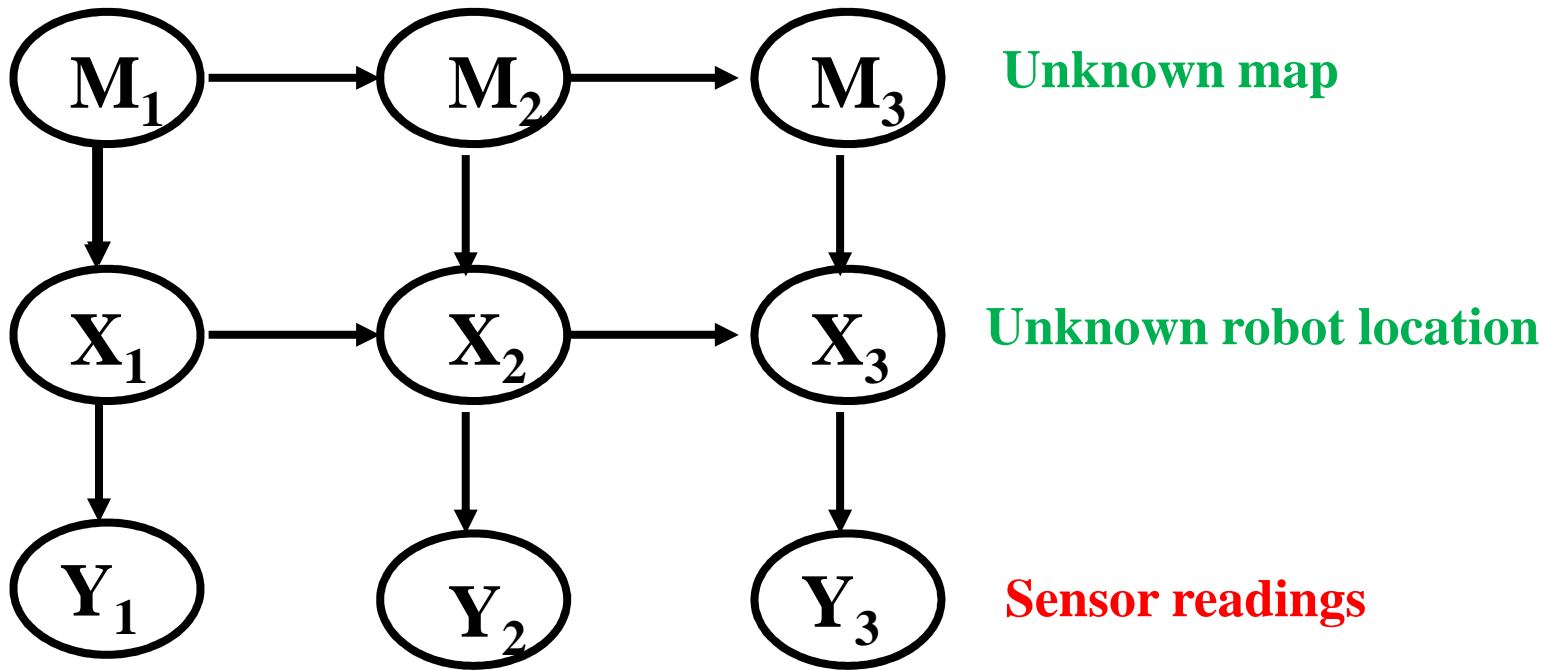 M1 M2 M3 Unknown map
X1 X2 X3 Unknown robot location
Y1 Y2 Y3 Sensor readings